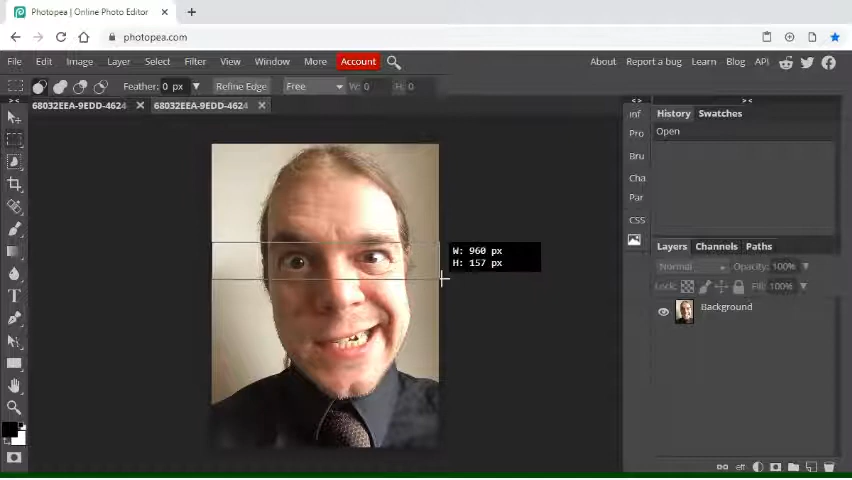 Photopea | Online Photo Editor
photopea.com
File Edit Image Layer Select Filter View Window More Account
About Report a bug Learn Blog API
Feather: 0 px Refine Edge Free W: 0 H: 0
68032EEA-9EDD-4624 68032EEA-9EDD-4624
Inf
Pro
Bru
Cha
Par
CSS
History Swatches
Open
W: 960 px
H: 157 px
Layers Channels Paths
Normal Opacity: 100%
Lock: Fill: 100%
Background
eff